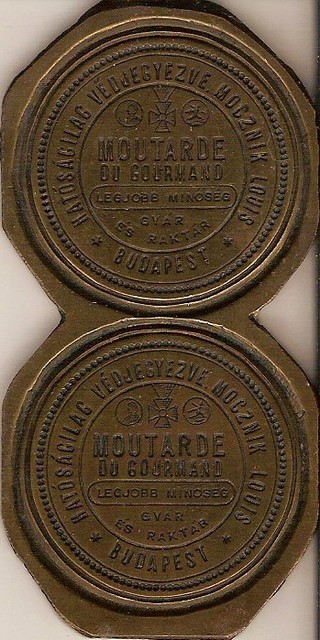 HATÓSÁGILAG VÉDJEGYEZVE MOCZNIK LOUIS
MOUTARDE
DU GOURMAND
LEGJOBB MINŐSÉG
GYÁR
ÉS RAKTÁR
* BUDAPEST *
HATÓSÁGILAG VÉDJEGYEZVE MOCZNIK LOUIS
MOUTARDE
DU GOURMAND
LEGJOBB MINŐSÉG
GYÁR
ÉS RAKTÁR
* BUDAPEST *